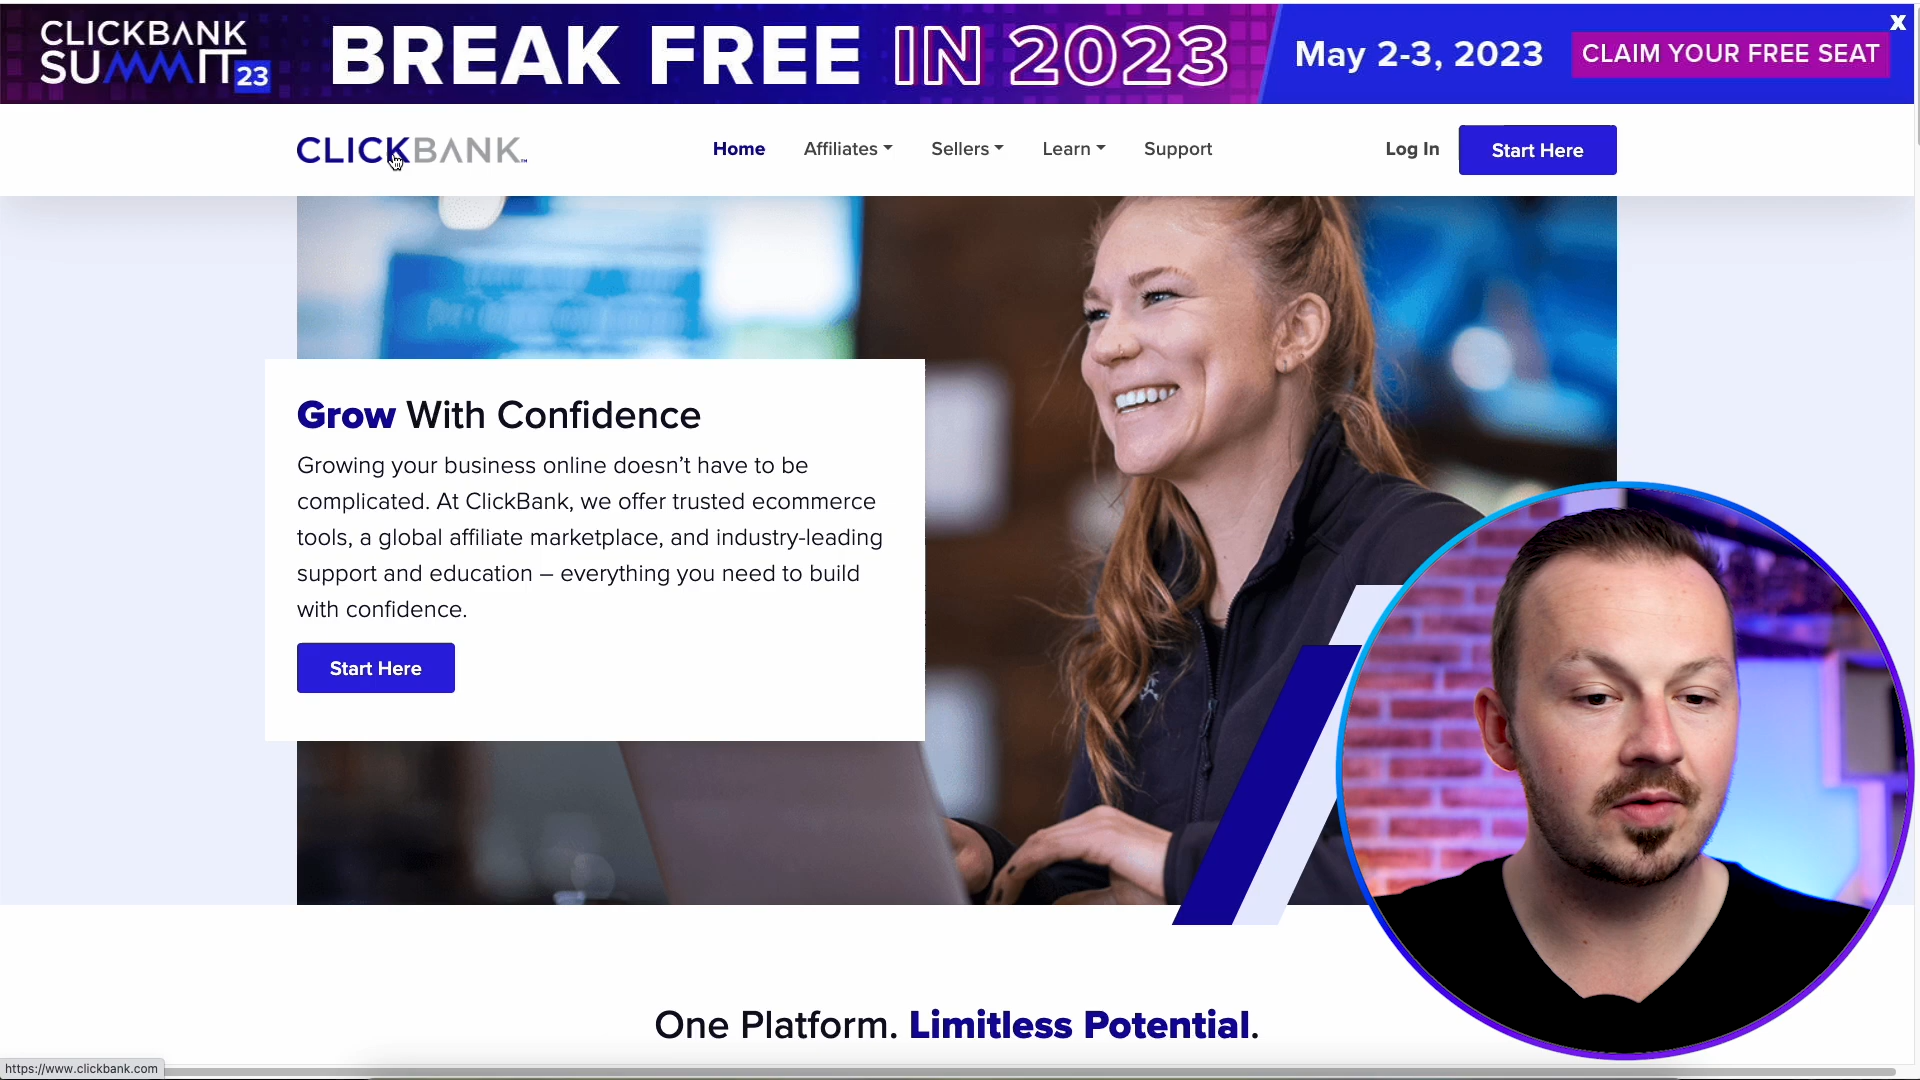 CLICKBANK
SUMMIT 23
BREAK FREE IN 2023
May 2-3, 2023
CLAIM YOUR FREE SEAT
X
CLICKBANK
Home
Affiliates
Sellers
Learn
Support
Log In
Start Here
Grow With Confidence
Growing your business online doesn’t have to be
complicated. At ClickBank, we offer trusted ecommerce
tools, a global affiliate marketplace, and industry-leading
support and education – everything you need to build
with confidence.
Start Here
One Platform. Limitless Potential.
https://www.clickbank.com